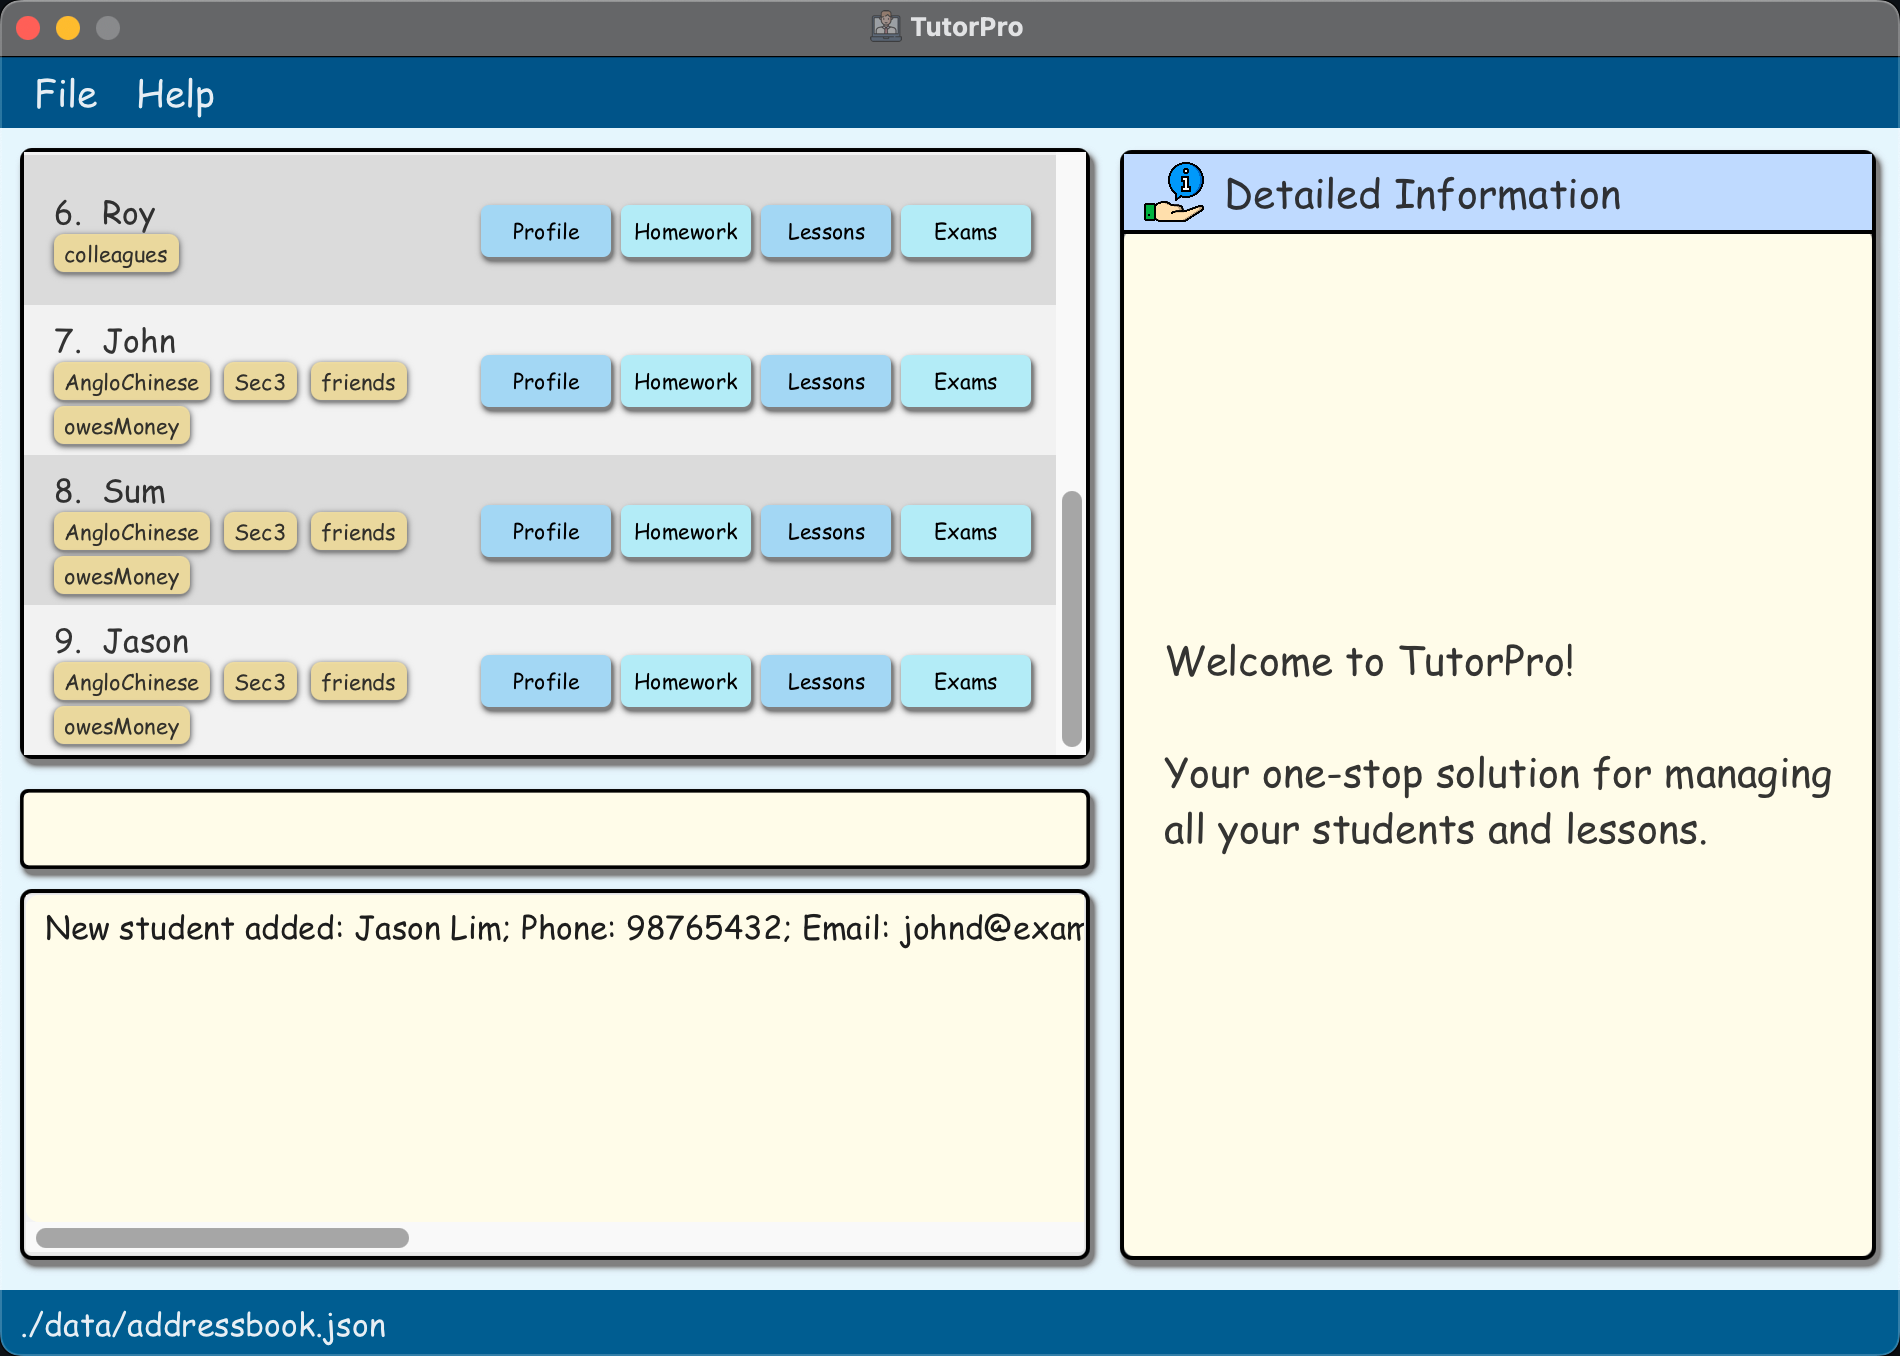 TutorPro
File Help
6. Roy
colleagues
Profile Homework Lessons Exams
7. John
AngloChinese Sec3 friends
owesMoney
Profile Homework Lessons Exams
8. Sum
AngloChinese Sec3 friends
owesMoney
Profile Homework Lessons Exams
9. Jason
AngloChinese Sec3 friends
owesMoney
Profile Homework Lessons Exams
New student added: Jason Lim; Phone: 98765432; Email: johnd@exam
Detailed Information
Welcome to TutorPro!
Your one-stop solution for managing
all your students and lessons.
./data/addressbook.json